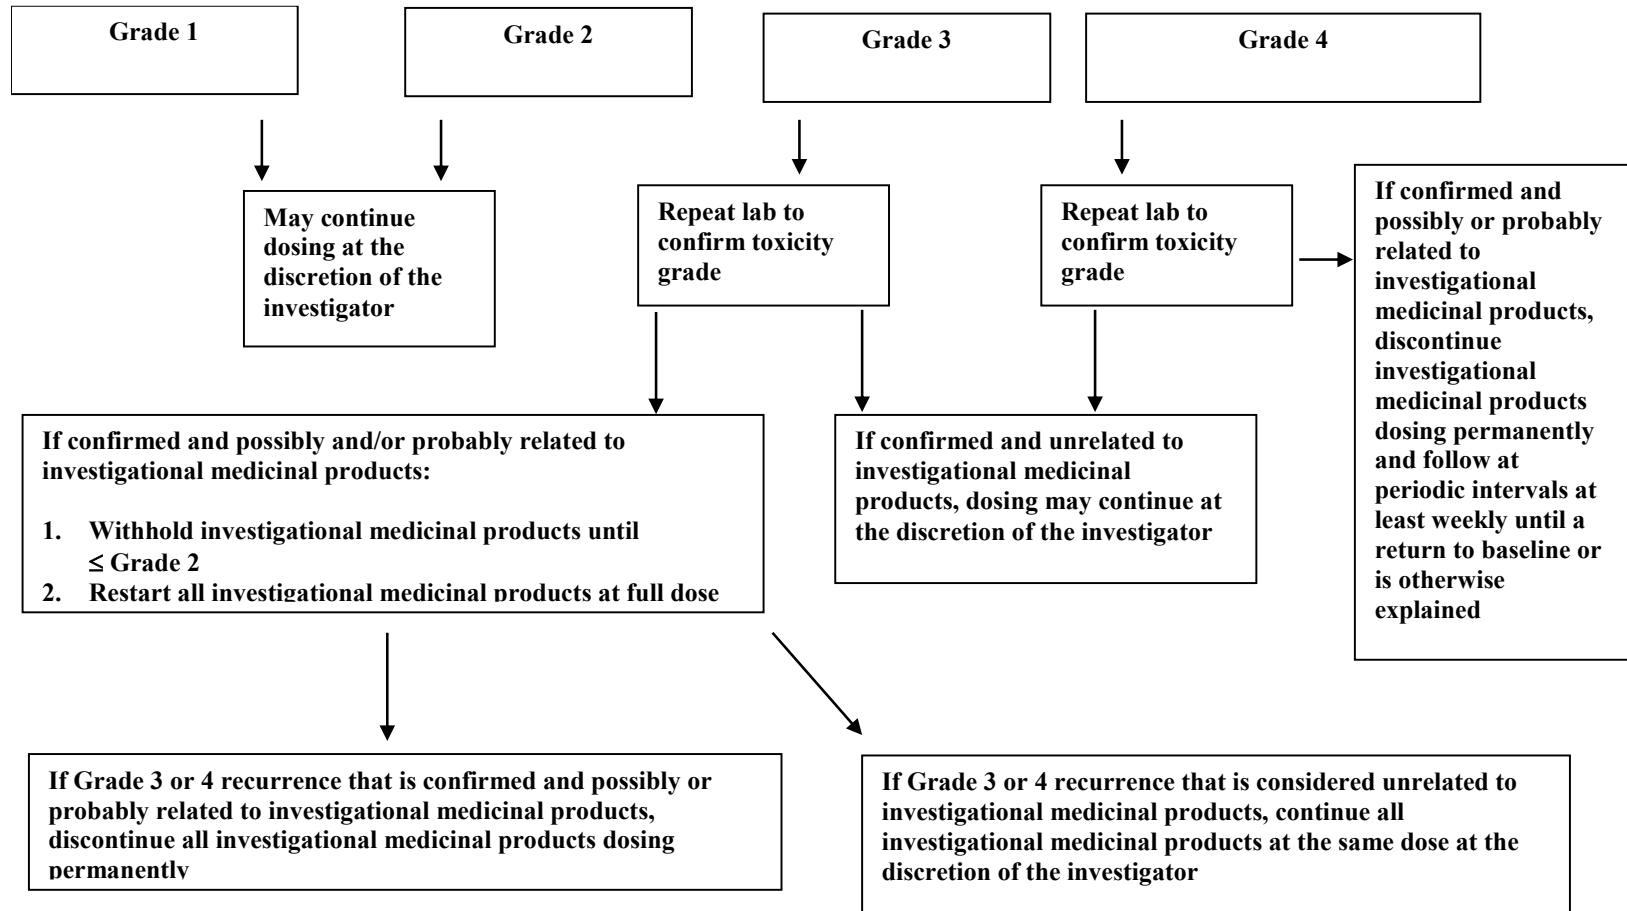 Grade 1
Grade 2
Grade 3
Grade 4
May continue
dosing at the
discretion of the
investigator
Repeat lab to
confirm toxicity
grade
Repeat lab to
confirm toxicity
grade
If confirmed and
possibly or probably
related to
investigational
medicinal products,
discontinue
investigational
medicinal products
dosing permanently
and follow at
periodic intervals at
least weekly until a
return to baseline or
is otherwise
explained
If confirmed and possibly and/or probably related to
investigational medicinal products:
1. Withhold investigational medicinal products until
≤ Grade 2
2. Restart all investigational medicinal products at full dose
If confirmed and unrelated to
investigational medicinal
products, dosing may continue at
the discretion of the investigator
If Grade 3 or 4 recurrence that is confirmed and possibly or
probably related to investigational medicinal products,
discontinue all investigational medicinal products dosing
permanently
If Grade 3 or 4 recurrence that is considered unrelated to
investigational medicinal products, continue all
investigational medicinal products at the same dose at the
discretion of the investigator